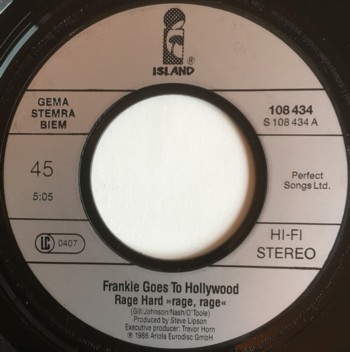 ISLAND ®
GEMA
STEMRA
BIEM
108 434
S 108 434 A
45
5:05
Perfect
Songs Ltd.
LC 0407
HI-FI
STEREO
Frankie Goes To Hollywood
Rage Hard »rage, rage«
(Gill/Johnson/Nash/O'Toole)
Produced by Steve Lipson
Executive producer: Trevor Horn
℗ 1986 Ariola Eurodisc GmbH